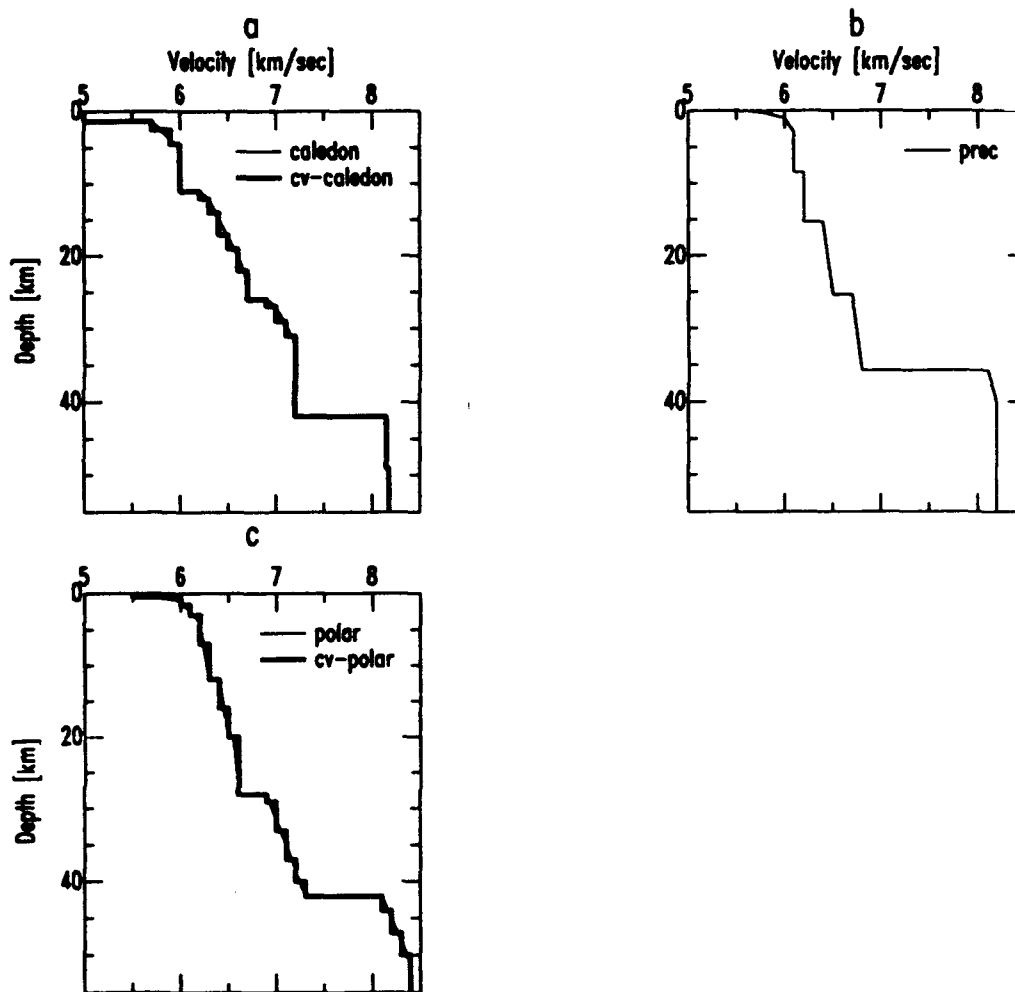 a
Velocity [km/sec]
5 6 7 8
0
20
40
Depth [km]
caledon
cv-caledon
b
Velocity [km/sec]
5 6 7 8
0
20
40
prec
c
5 6 7 8
0
20
40
Depth [km]
polar
cv-polar